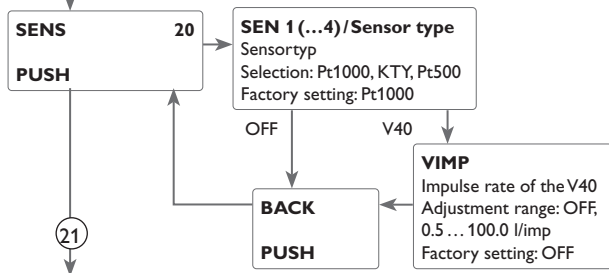 SENS 20
PUSH
SEN 1 (…4) / Sensor type
Sensortyp
Selection: Pt1000, KTY, Pt500
Factory setting: Pt1000
OFF
V40
VIMP
Impulse rate of the V40
Adjustment range: OFF,
0.5 … 100.0 l/imp
Factory setting: OFF
BACK
PUSH
21